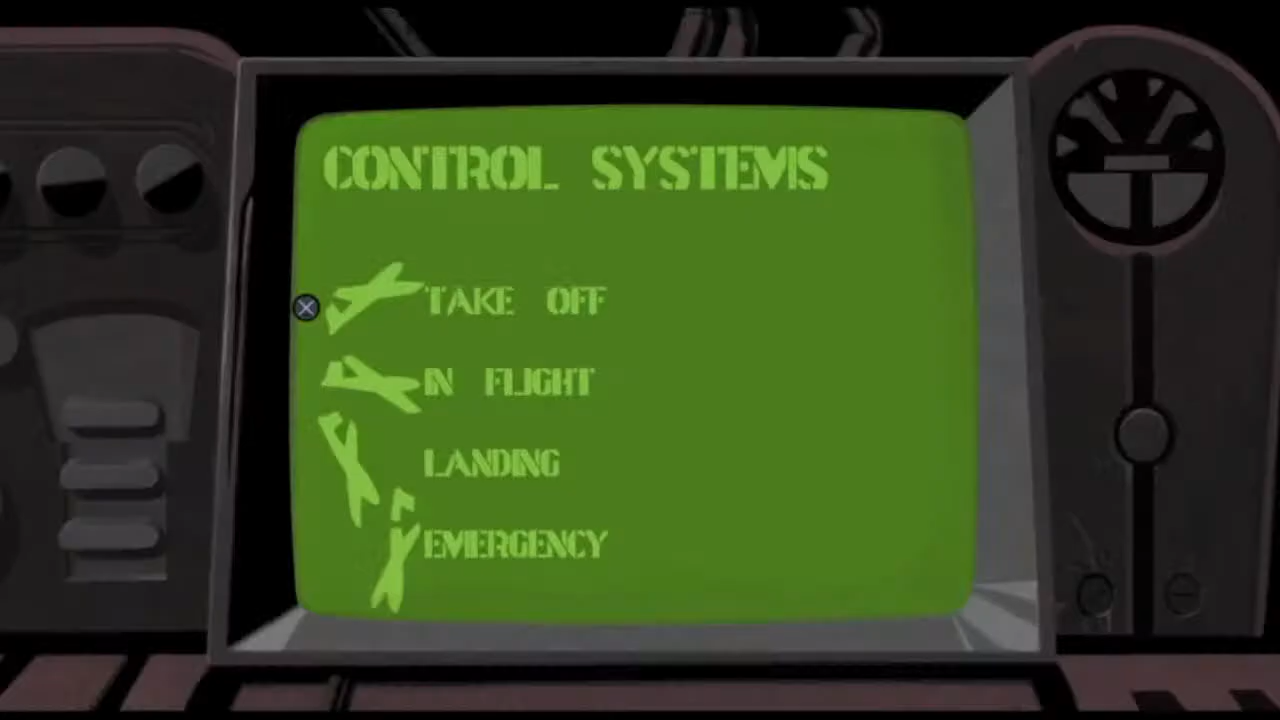 CONTROL SYSTEMS
TAKE OFF
IN FLIGHT
LANDING
EMERGENCY